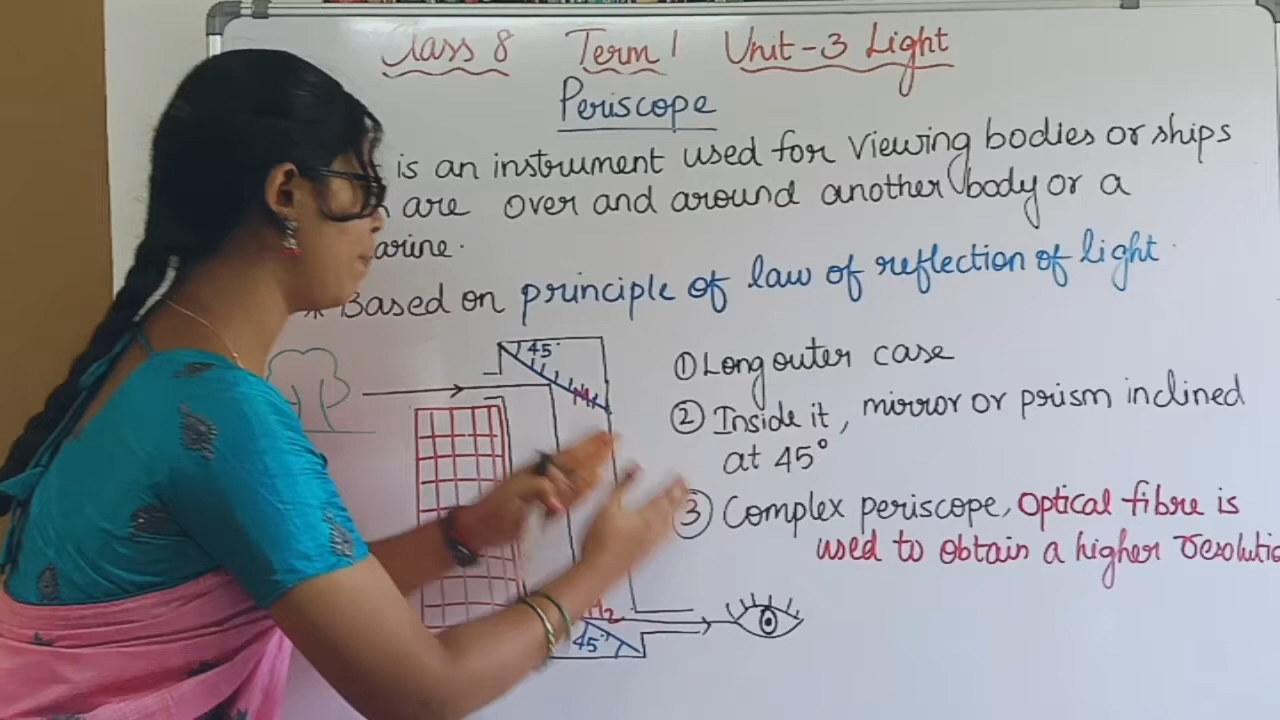 Class 8 Term 1 Unit-3 Light
Periscope
is an instrument used for viewing bodies or ships
are over and around another body or a
arine.
* Based on principle of law of reflection of light.
45°
M1
① Long outer case
② Inside it, mirror or prism inclined
at 45°
③ Complex periscope, Optical fibre is
used to obtain a higher resolutio
M2
45°